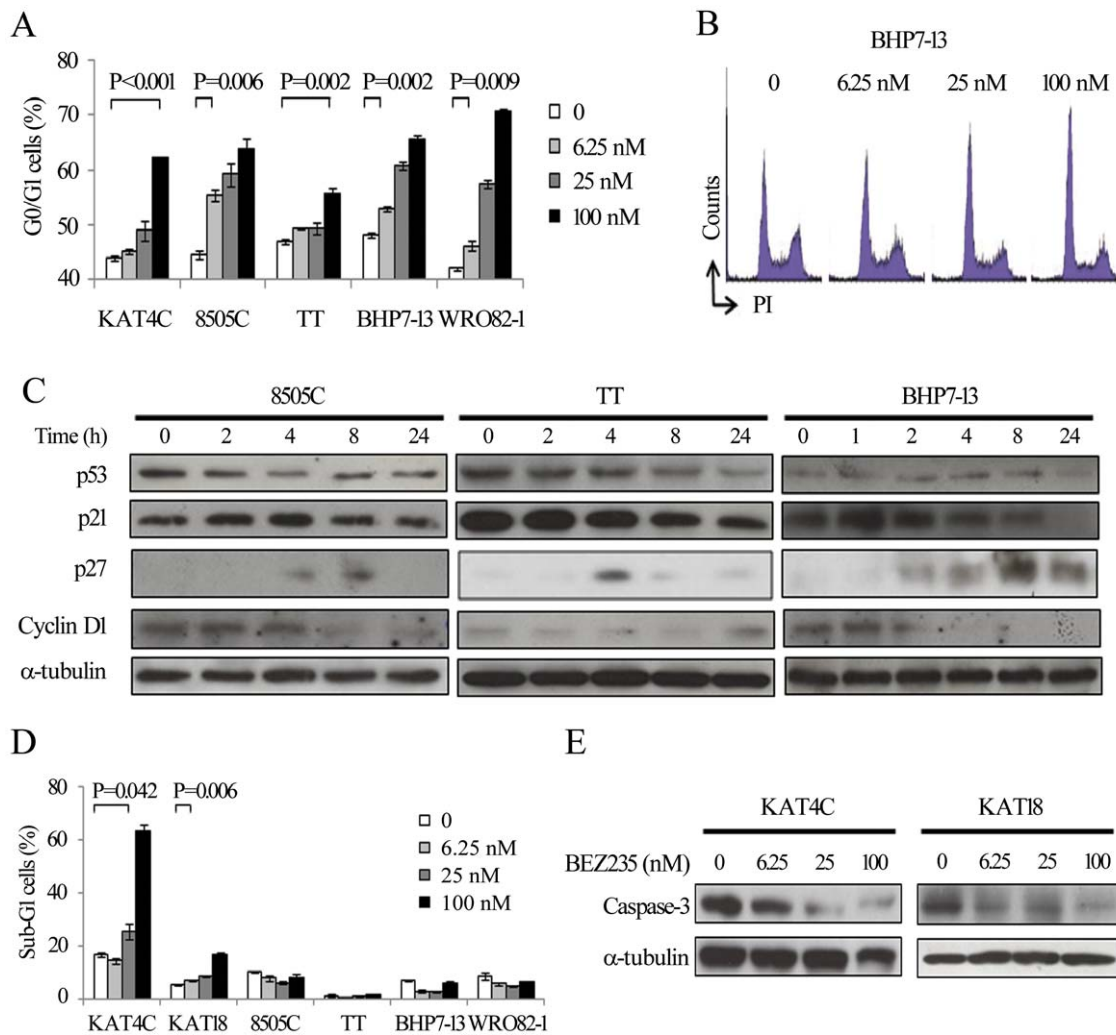 A
80
70
60
50
40
G0/G1 cells (%)
P<0.001 P=0.006 P=0.002 P=0.002 P=0.009
0
6.25 nM
25 nM
100 nM
KAT4C 8505C TT BHP7-13 WRO82-1
B
BHP7-13
0 6.25 nM 25 nM 100 nM
Counts
PI
C
8505C TT BHP7-13
Time (h) 0 2 4 8 24 0 2 4 8 24 0 1 2 4 8 24
p53
p21
p27
Cyclin D1
α-tubulin
D
80
60
40
20
0
Sub-G1 cells (%)
P=0.042 P=0.006
0
6.25 nM
25 nM
100 nM
KAT4C KAT18 8505C TT BHP7-13 WRO82-1
E
KAT4C KAT18
BEZ235 (nM) 0 6.25 25 100 0 6.25 25 100
Caspase-3
α-tubulin